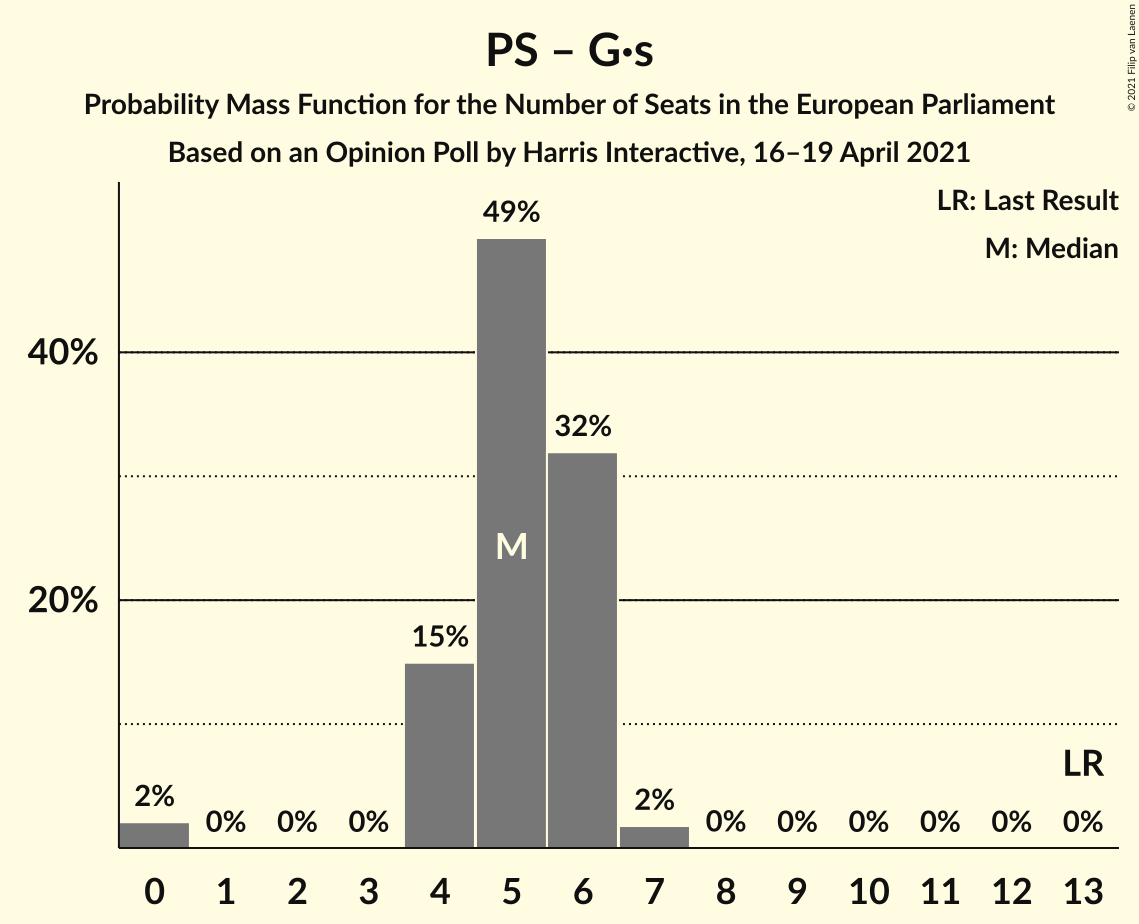 PS – G·s
Probability Mass Function for the Number of Seats in the European Parliament
Based on an Opinion Poll by Harris Interactive, 16–19 April 2021
© 2021 Filip van Laenen
LR: Last Result
M: Median
49%
40%
32%
M
20%
15%
LR
2% 0% 0% 0% 2% 0% 0% 0% 0% 0% 0%
0 1 2 3 4 5 6 7 8 9 10 11 12 13